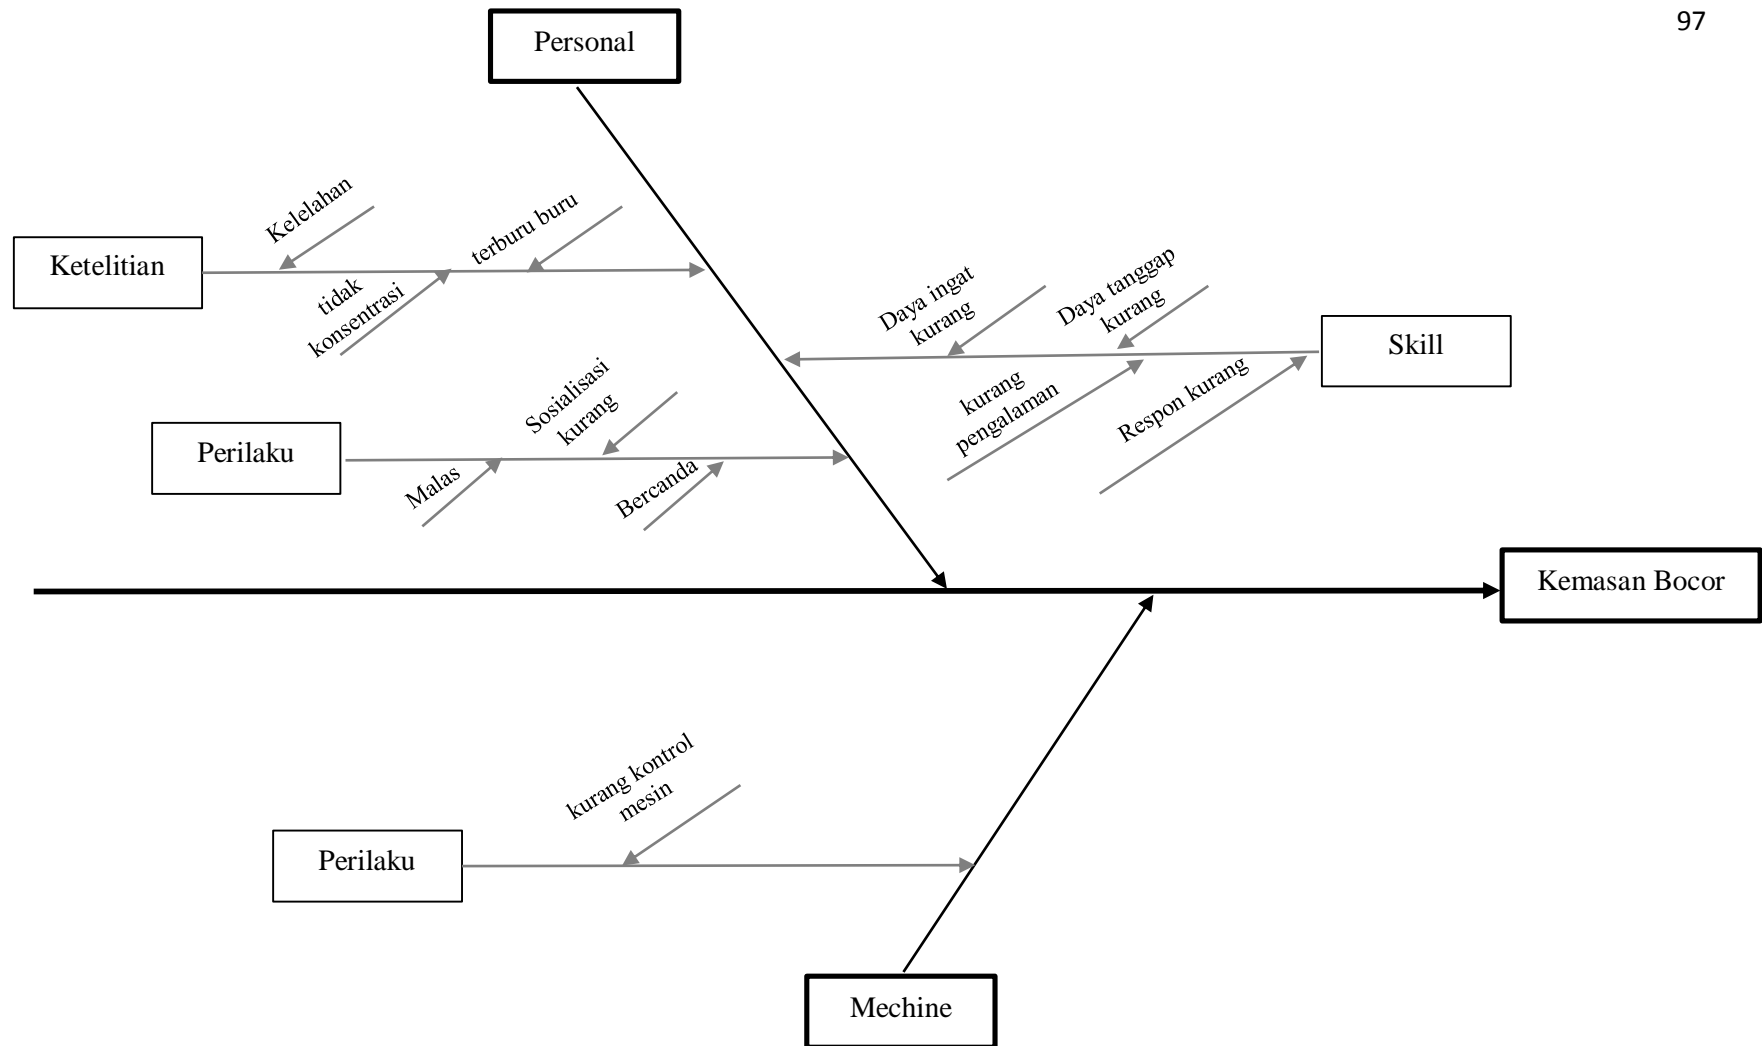 97
Personal
Kelelahan
terburu buru
Ketelitian
tidak
konsentrasi
Daya ingat
kurang
Daya tanggap
kurang
Skill
kurang
pengalaman
Respon kurang
Sosialisasi
kurang
Perilaku
Malas
Bercanda
Kemasan Bocor
kurang kontrol
mesin
Perilaku
Mechine